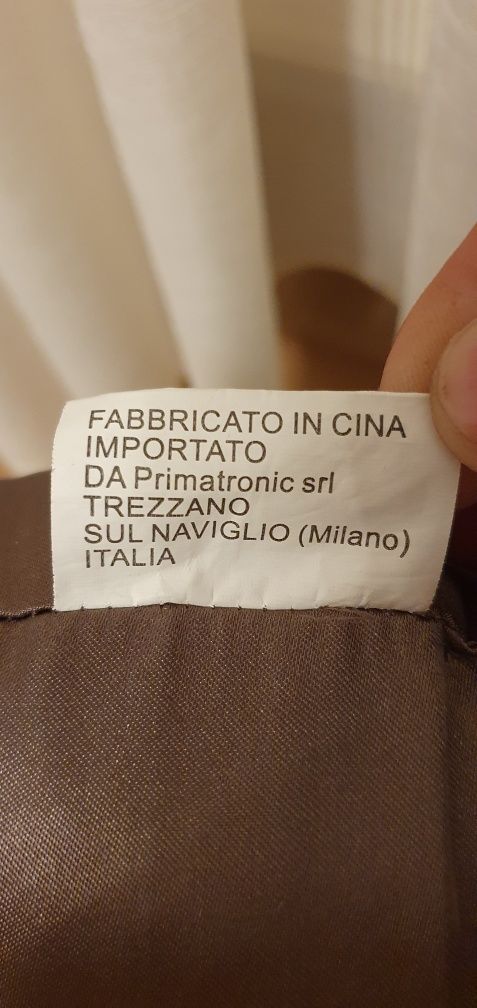 FABBRICATO IN CINA
IMPORTATO
DA Primatronic srl
TREZZANO
SUL NAVIGLIO (Milano)
ITALIA